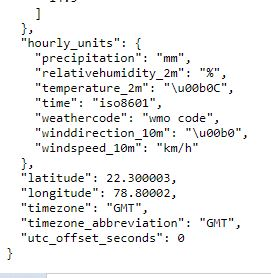 ]
},
"hourly_units": {
"precipitation": "mm",
"relativehumidity_2m": "%",
"temperature_2m": "\u00b0C",
"time": "iso8601",
"weathercode": "wmo code",
"winddirection_10m": "\u00b0",
"windspeed_10m": "km/h"
},
"latitude": 22.300003,
"longitude": 78.80002,
"timezone": "GMT",
"timezone_abbreviation": "GMT",
"utc_offset_seconds": 0
}